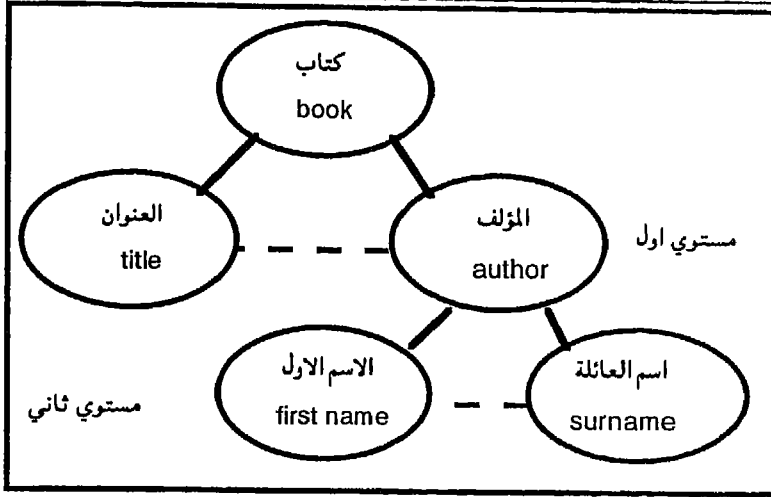 كتاب
book
العنوان
title
المؤلف
author
مستوي اول
الاسم الاول
first name
اسم العائلة
surname
مستوي ثاني